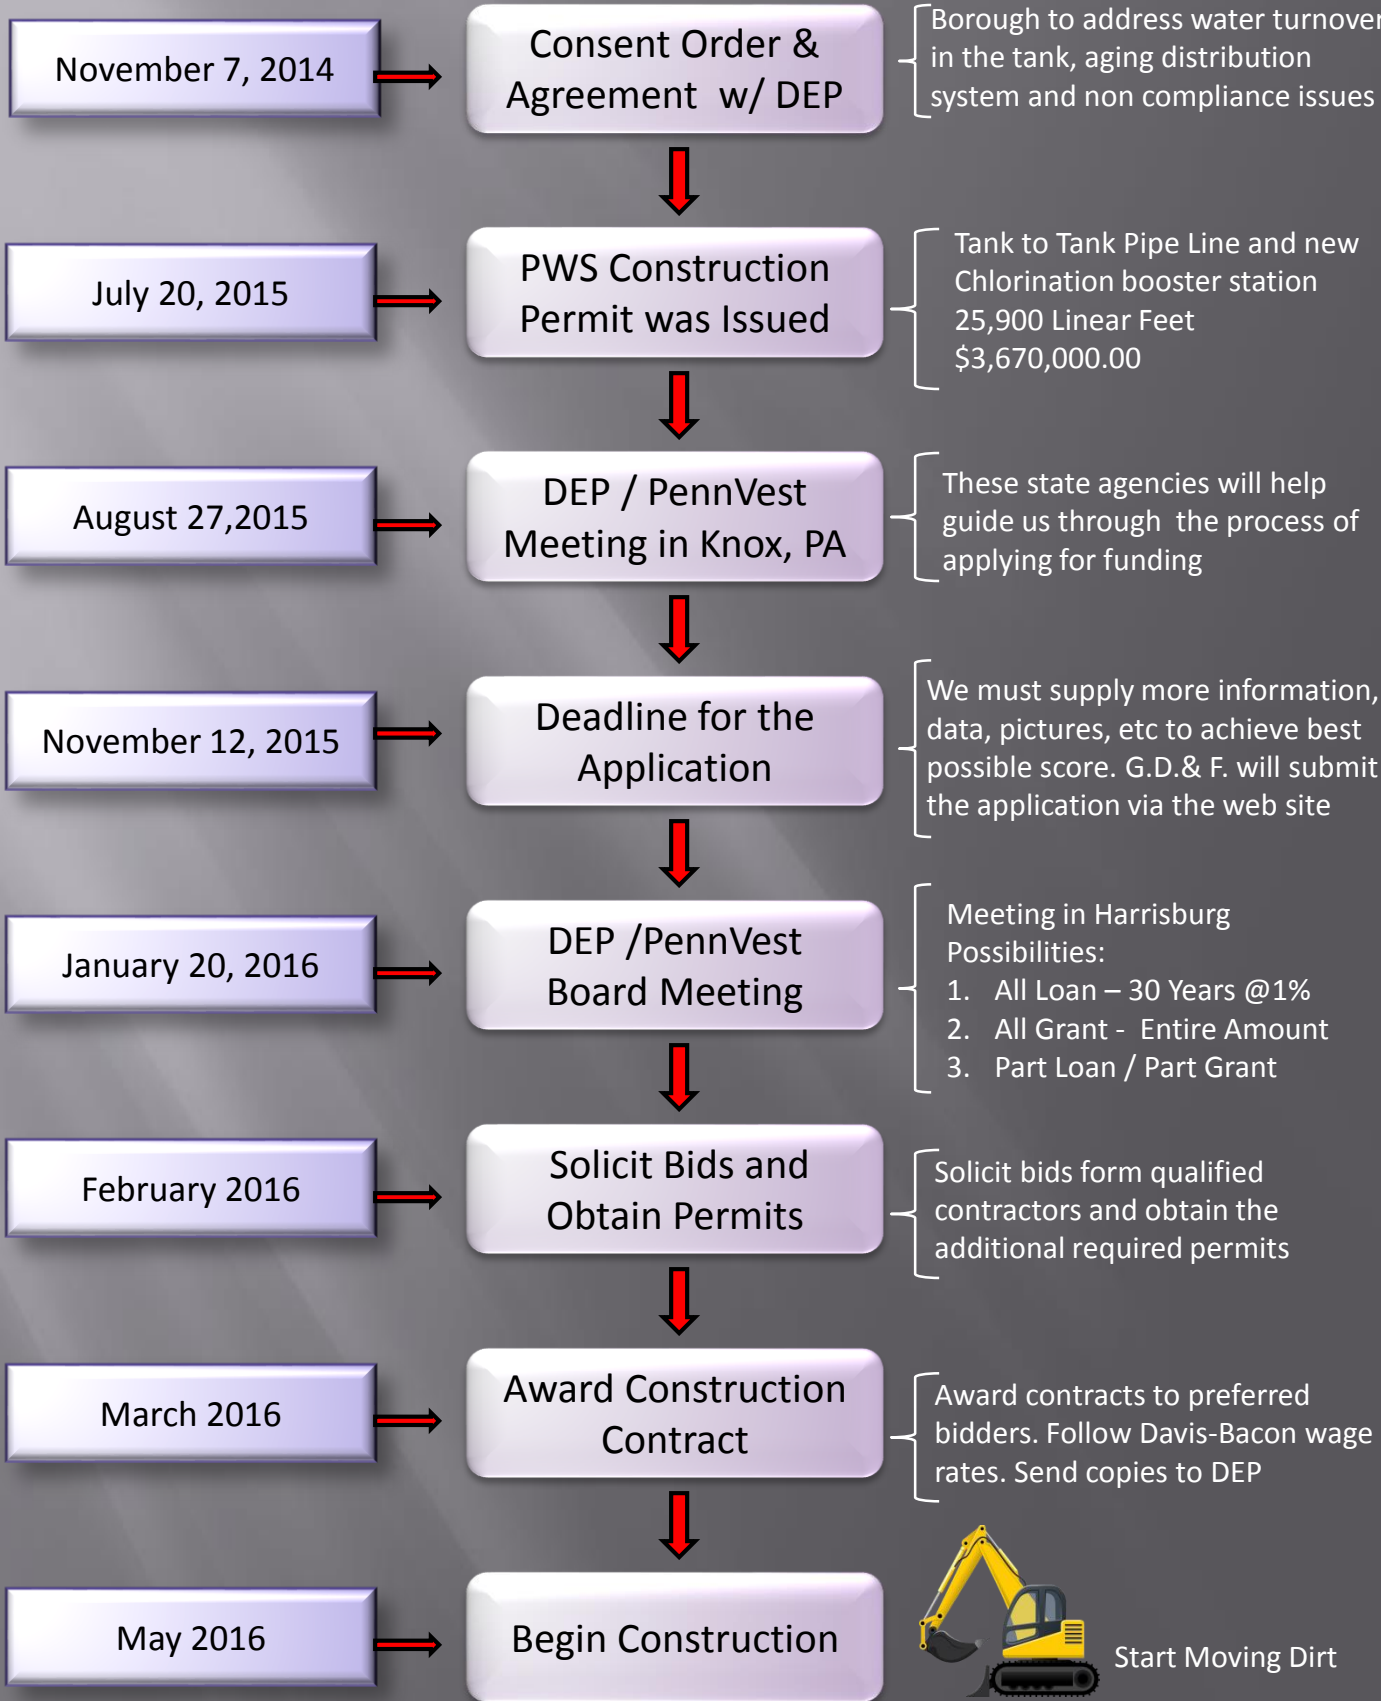 November 7, 2014
Consent Order &
Agreement w/ DEP
Borough to address water turnover
in the tank, aging distribution
system and non compliance issues
July 20, 2015
PWS Construction
Permit was Issued
Tank to Tank Pipe Line and new
Chlorination booster station
25,900 Linear Feet
$3,670,000.00
August 27,2015
DEP / PennVest
Meeting in Knox, PA
These state agencies will help
guide us through the process of
applying for funding
November 12, 2015
Deadline for the
Application
We must supply more information,
data, pictures, etc to achieve best
possible score. G.D.& F. will submit
the application via the web site
January 20, 2016
DEP /PennVest
Board Meeting
Meeting in Harrisburg
Possibilities:
1. All Loan – 30 Years @1%
2. All Grant - Entire Amount
3. Part Loan / Part Grant
February 2016
Solicit Bids and
Obtain Permits
Solicit bids form qualified
contractors and obtain the
additional required permits
March 2016
Award Construction
Contract
Award contracts to preferred
bidders. Follow Davis-Bacon wage
rates. Send copies to DEP
May 2016
Begin Construction
Start Moving Dirt